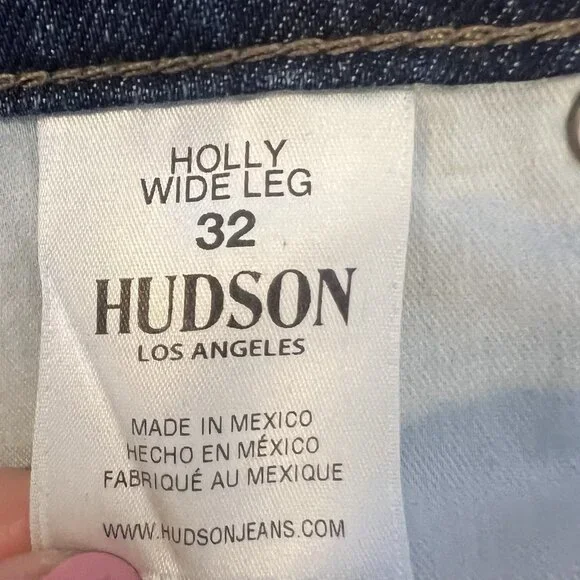 HOLLY
WIDE LEG
32
HUDSON
LOS ANGELES
MADE IN MEXICO
HECHO EN MÉXICO
FABRIQUÉ AU MEXIQUE
WWW.HUDSONJEANS.COM